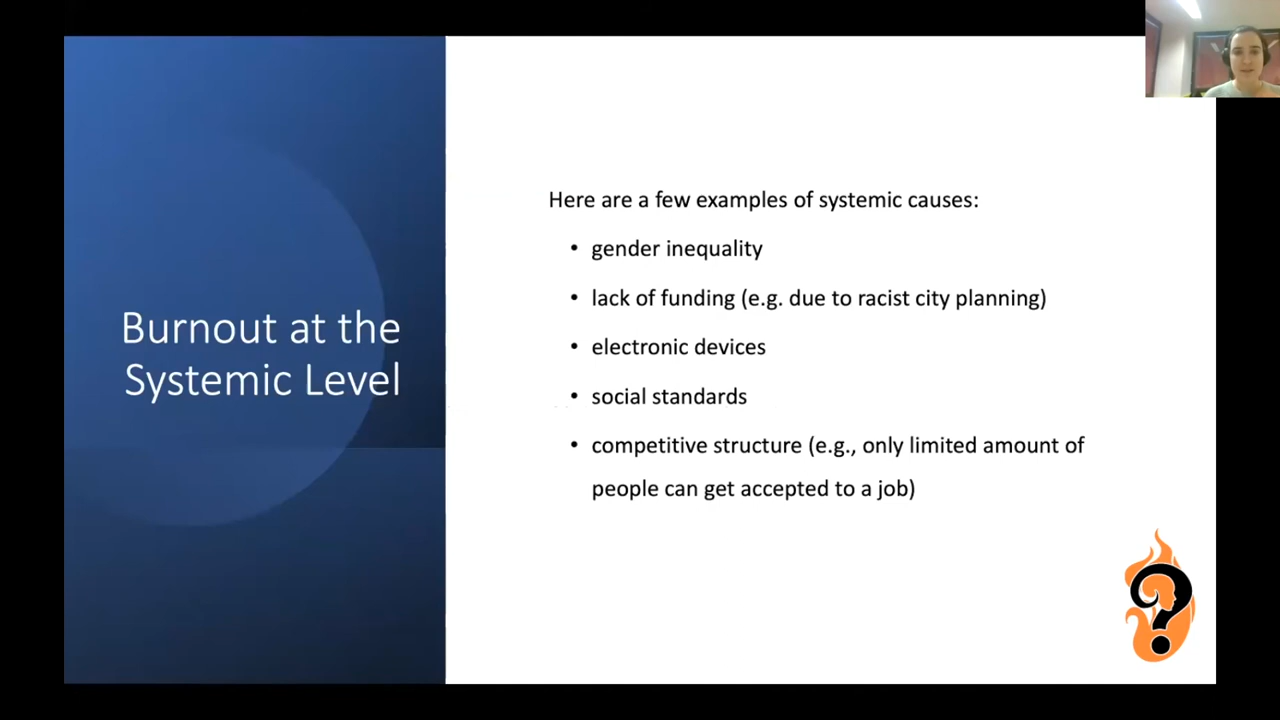 Burnout at the
Systemic Level
Here are a few examples of systemic causes:
• gender inequality
• lack of funding (e.g. due to racist city planning)
• electronic devices
• social standards
• competitive structure (e.g., only limited amount of
people can get accepted to a job)